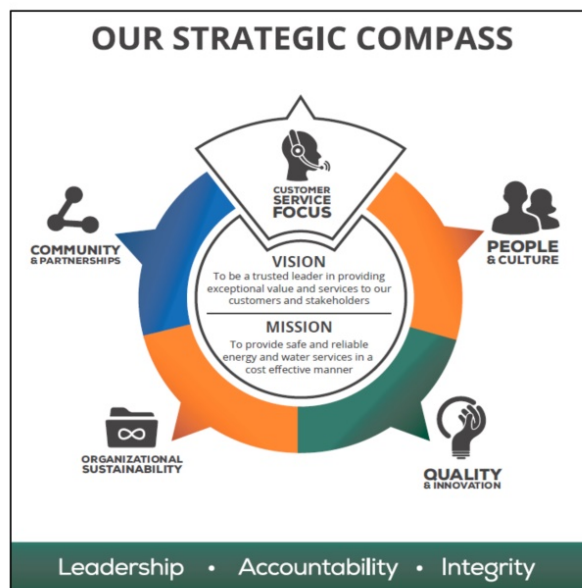 OUR STRATEGIC COMPASS
CUSTOMER
SERVICE
FOCUS
COMMUNITY
& PARTNERSHIPS
PEOPLE
& CULTURE
VISION
To be a trusted leader in providing
exceptional value and services to our
customers and stakeholders
MISSION
To provide safe and reliable
energy and water services in a
cost effective manner
ORGANIZATIONAL
SUSTAINABILITY
QUALITY
& INNOVATION
Leadership • Accountability • Integrity